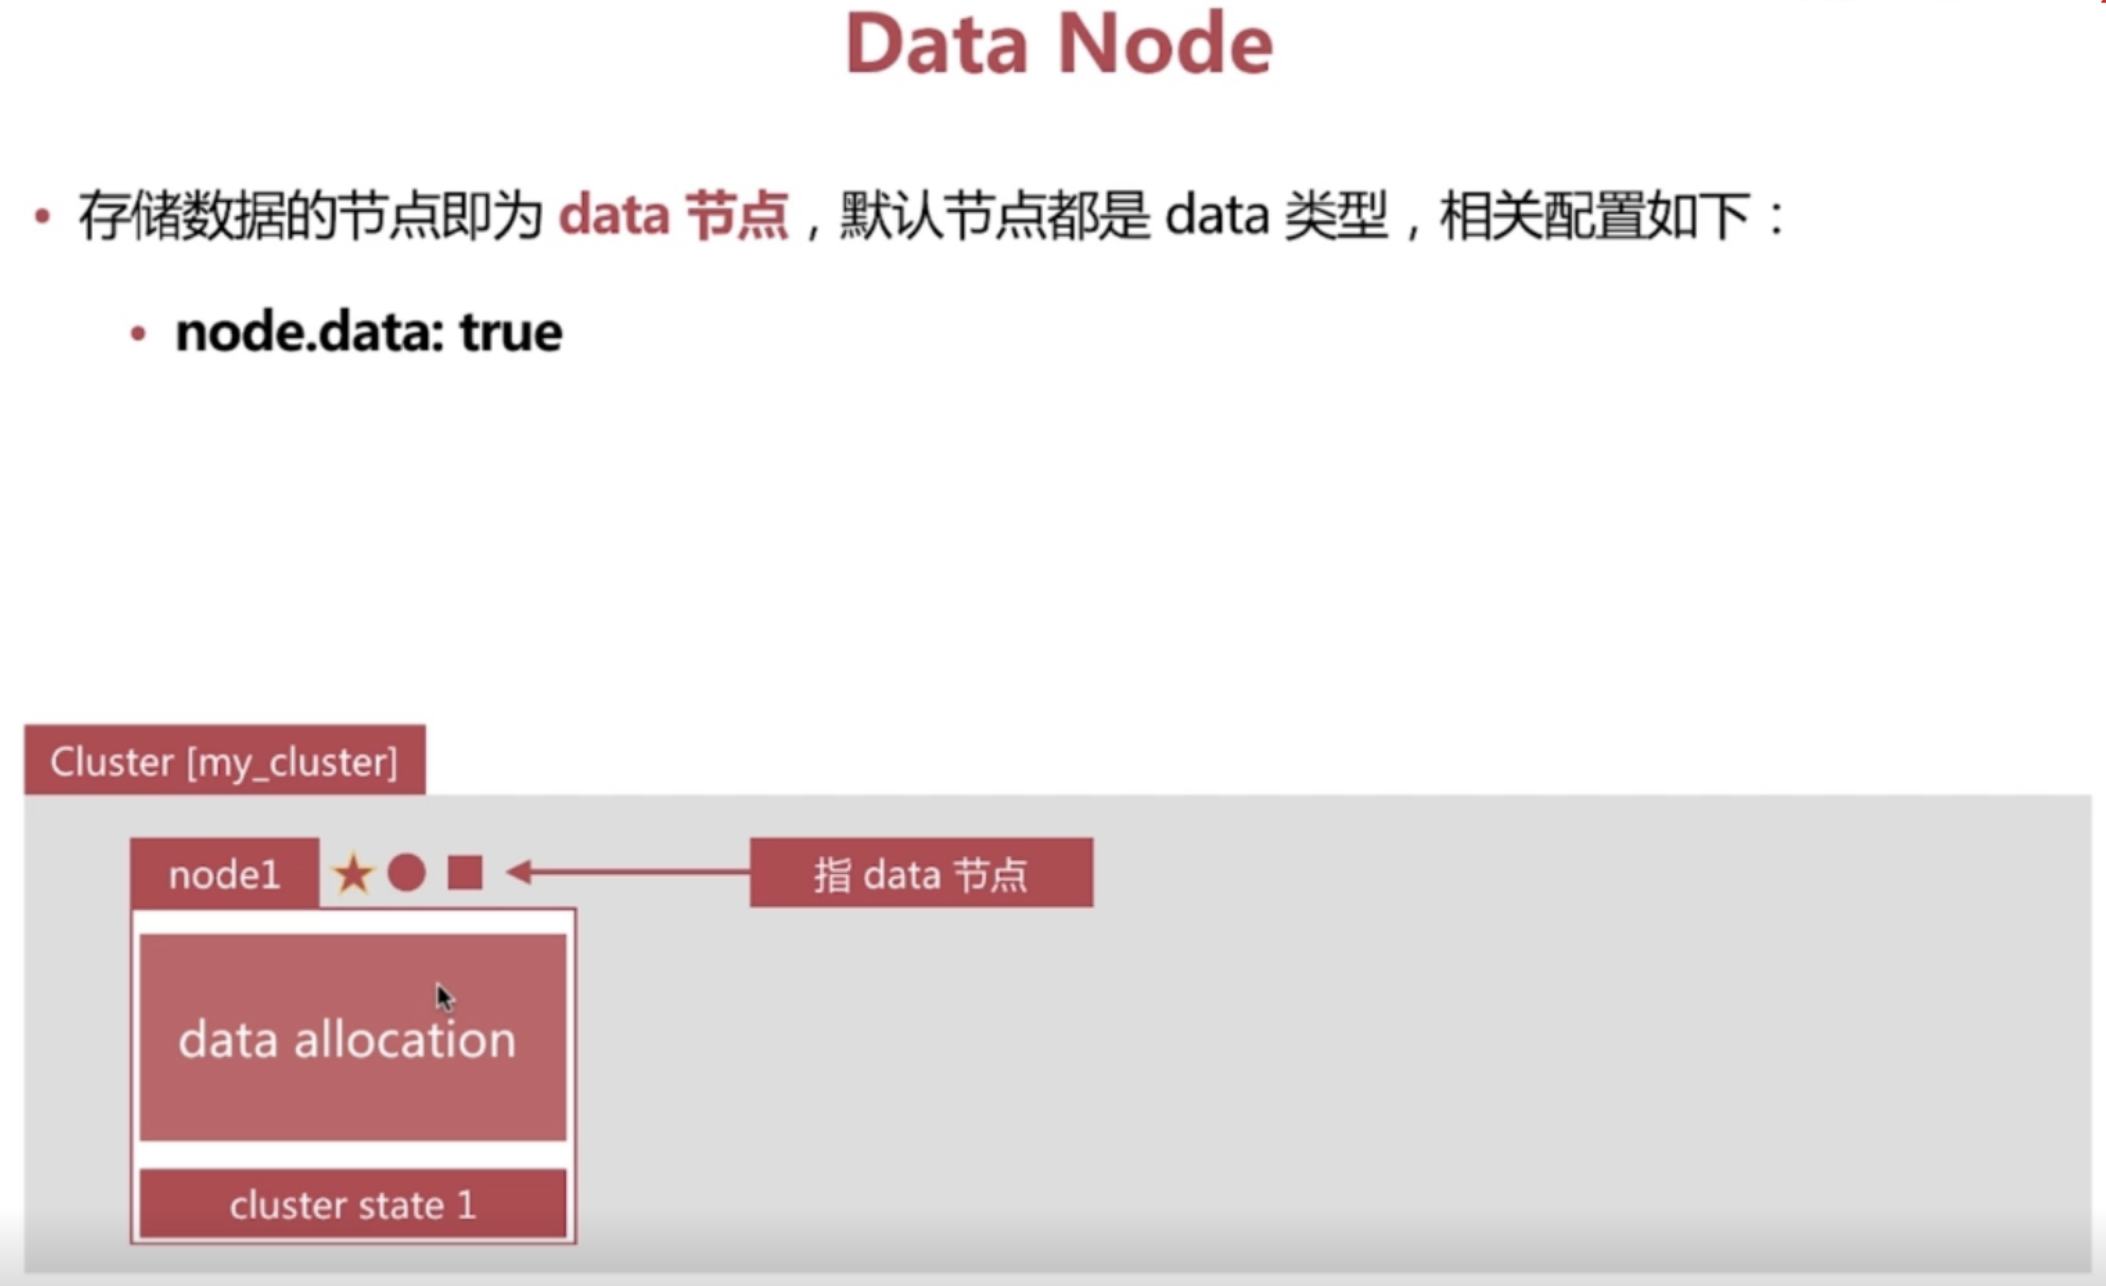 Data Node
• 存储数据的节点即为 data 节点，默认节点都是 data 类型，相关配置如下：
• node.data: true
Cluster [my_cluster]
node1
指 data 节点
data allocation
cluster state 1